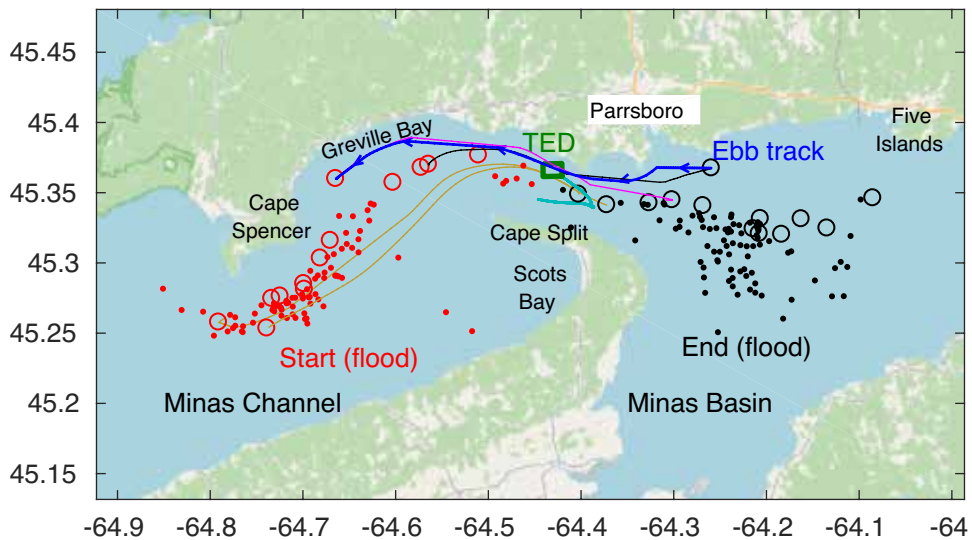 45.45
45.4
45.35
45.3
45.25
45.2
45.15
Parrsboro
Five
Islands
Greville Bay
TED
Ebb track
Cape
Spencer
Cape Split
Scots
Bay
Start (flood)
End (flood)
Minas Channel
Minas Basin
-64.9
-64.8
-64.7
-64.6
-64.5
-64.4
-64.3
-64.2
-64.1
-64